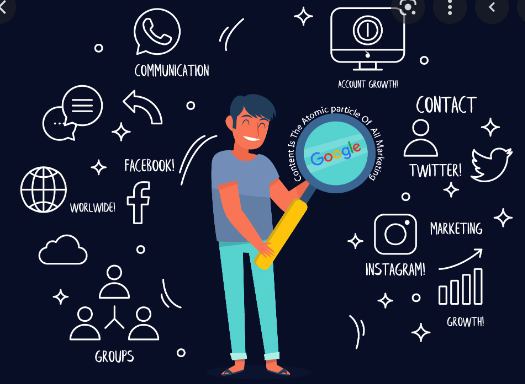 COMMUNICATION
ACCOUNT GROWTH!
CONTACT
Content Is The Atomic particle Of All Marketing
Google
FACEBOOK!
TWITTER!
WORLWIDE!
MARKETING
INSTAGRAM!
GROWTH!
GROUPS